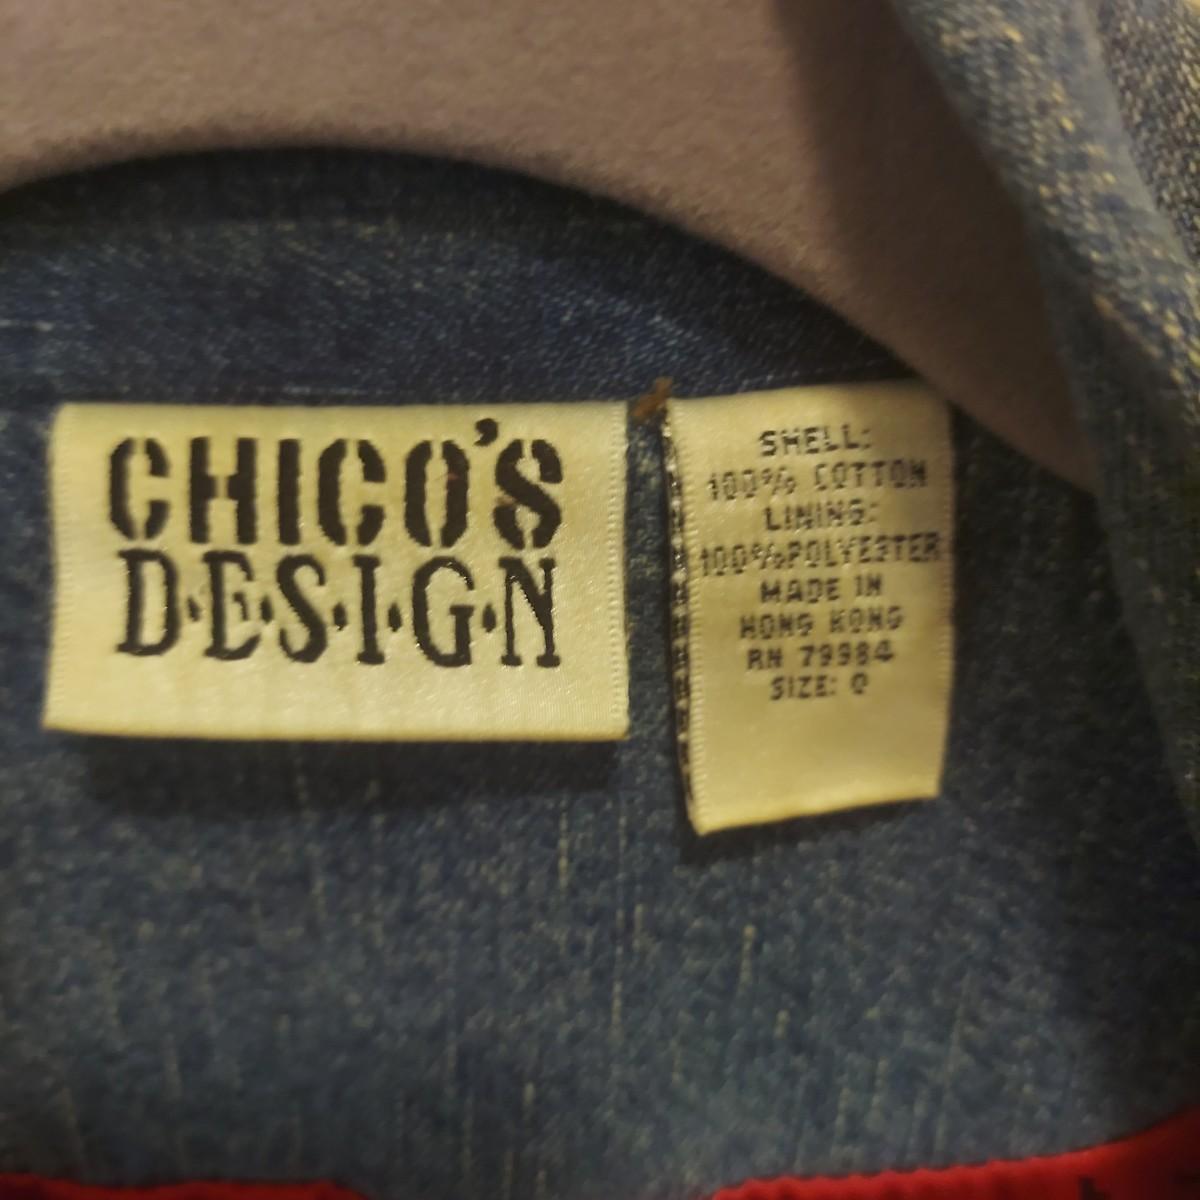 CHICO'S
D·E·S·I·G·N
SHELL:
100% COTTON
LINING:
100%POLYESTER
MADE IN
HONG KONG
RN 79984
SIZE: 0